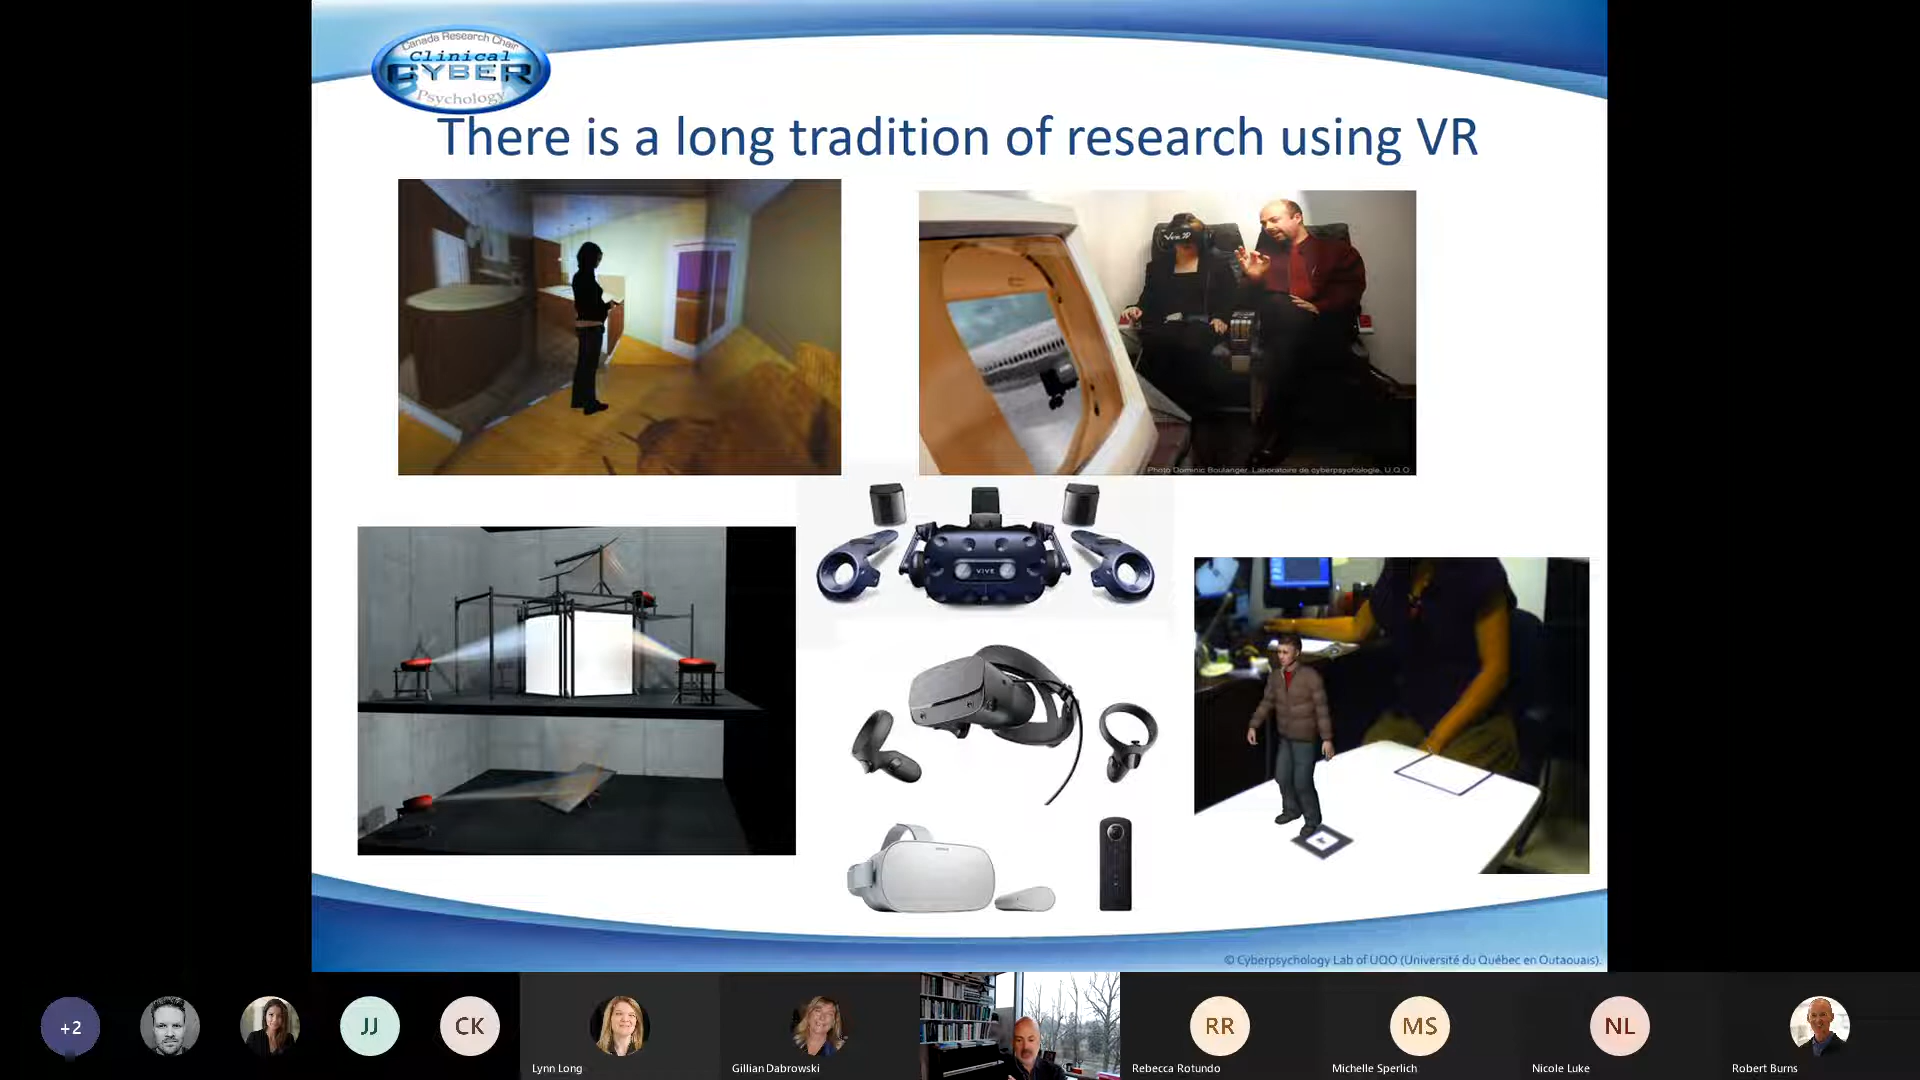 Canada Research Chair
Clinical
CYBER
Psychology
There is a long tradition of research using VR
Photo Dominic Boulanger, Laboratoire de cyberpsychologie, U.Q.O
VIVE
© Cyberpsychology Lab of UQO (Université du Québec en Outaouais).
+2
JJ
CK
RR
MS
NL
Lynn Long
Gillian Dabrowski
Rebecca Rotundo
Michelle Sperlich
Nicole Luke
Robert Burns